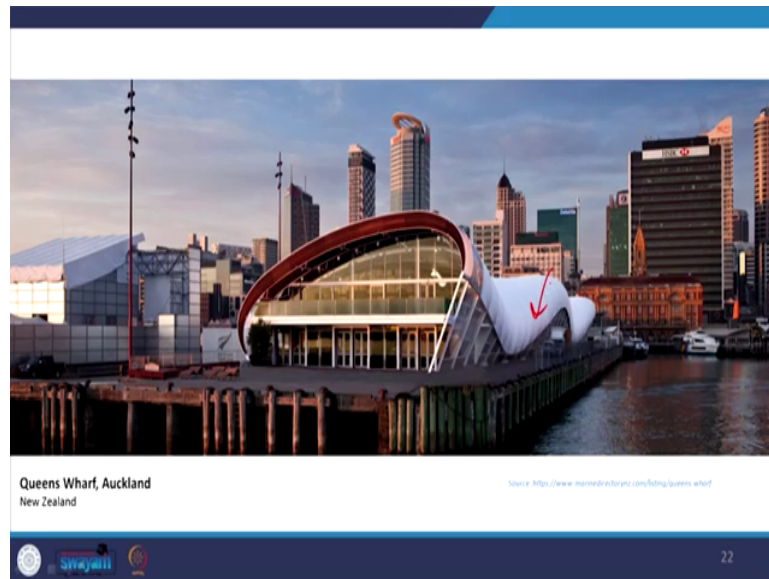 HSBC
Queens Wharf, Auckland
New Zealand
Source: https://www.marinedirectorynz.com/listing/queens-wharf
swayam
22